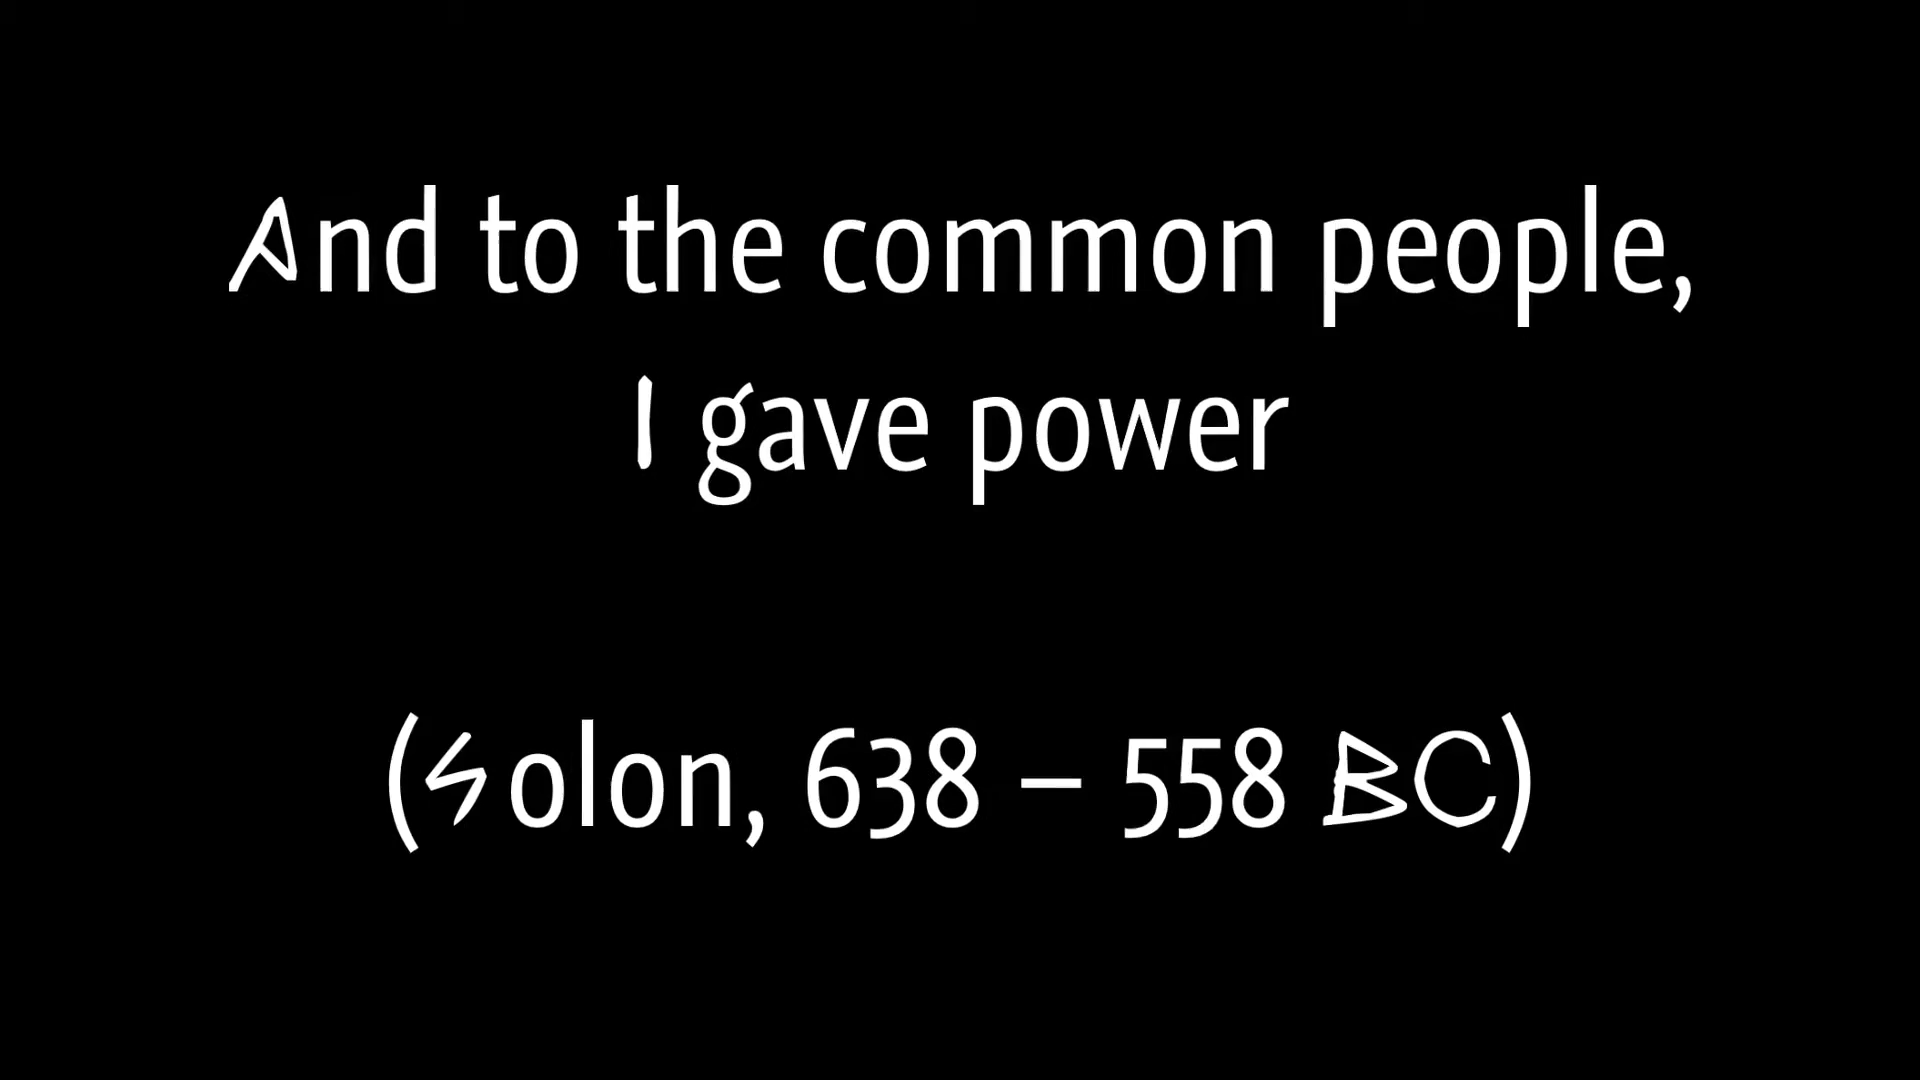 And to the common people,
I gave power
(Solon, 638 – 558 BC)